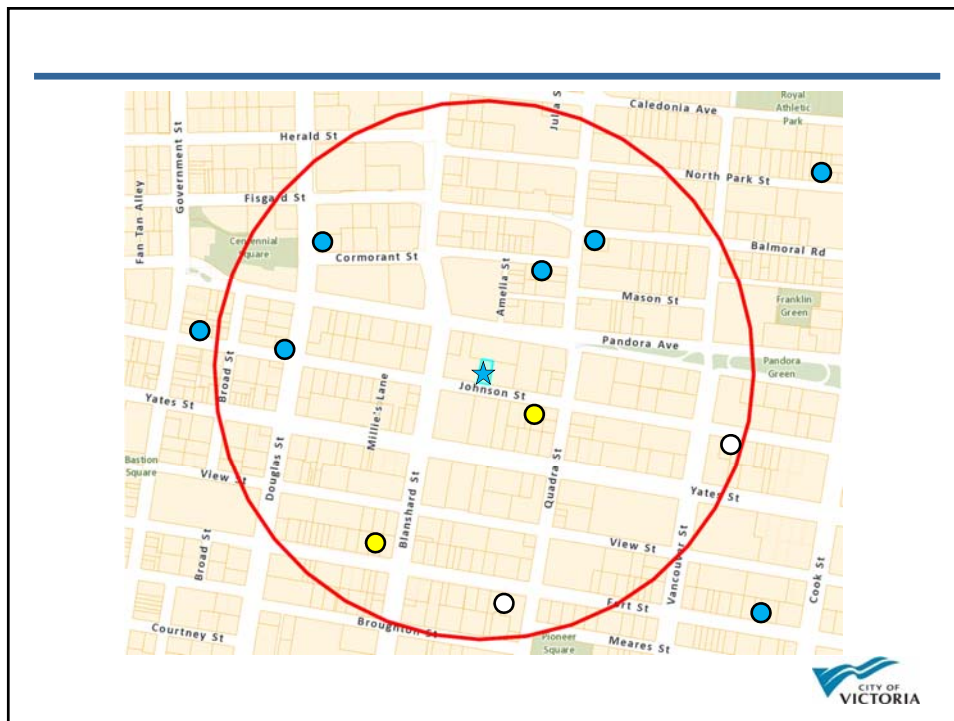 Royal
Athletic
Park
Caledonia Ave
Julia S
Herald St
Government St
North Park St
Fan Tan Alley
Fisgard St
Centennial
Square
Cormorant St
Balmoral Rd
Amelia St
Mason St
Franklin
Green
Pandora Ave
Pandora
Green
Broad St
Johnson St
Millie's Lane
Yates St
Bastion
Square
Douglas St
View St
Quadra St
Blanshard St
Yates St
View St
Vancouver St
Cook St
Broad St
Fort St
Broughton St
Courtney St
Pioneer
Square
Meares St
CITY OF
VICTORIA